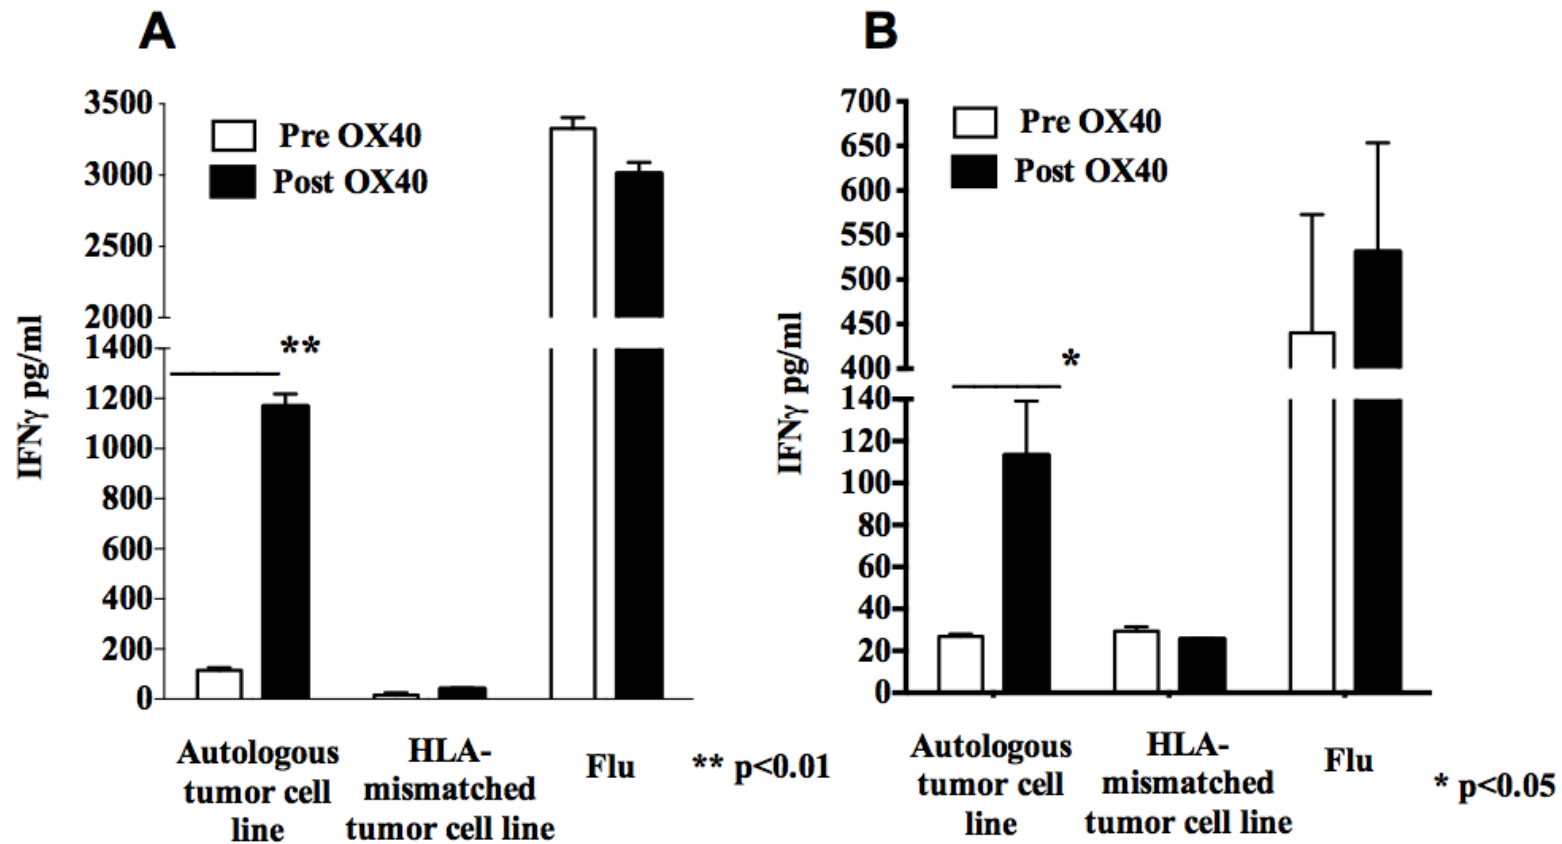 A
3500
3000
2500
2000
1400
1200
1000
800
600
400
200
0
IFNγ pg/ml
Pre OX40
Post OX40
**
Autologous
tumor cell
line
HLA-
mismatched
tumor cell line
Flu
** p<0.01
B
700
650
600
550
500
450
400
140
120
100
80
60
40
20
0
IFNγ pg/ml
Pre OX40
Post OX40
*
Autologous
tumor cell
line
HLA-
mismatched
tumor cell line
Flu
* p<0.05